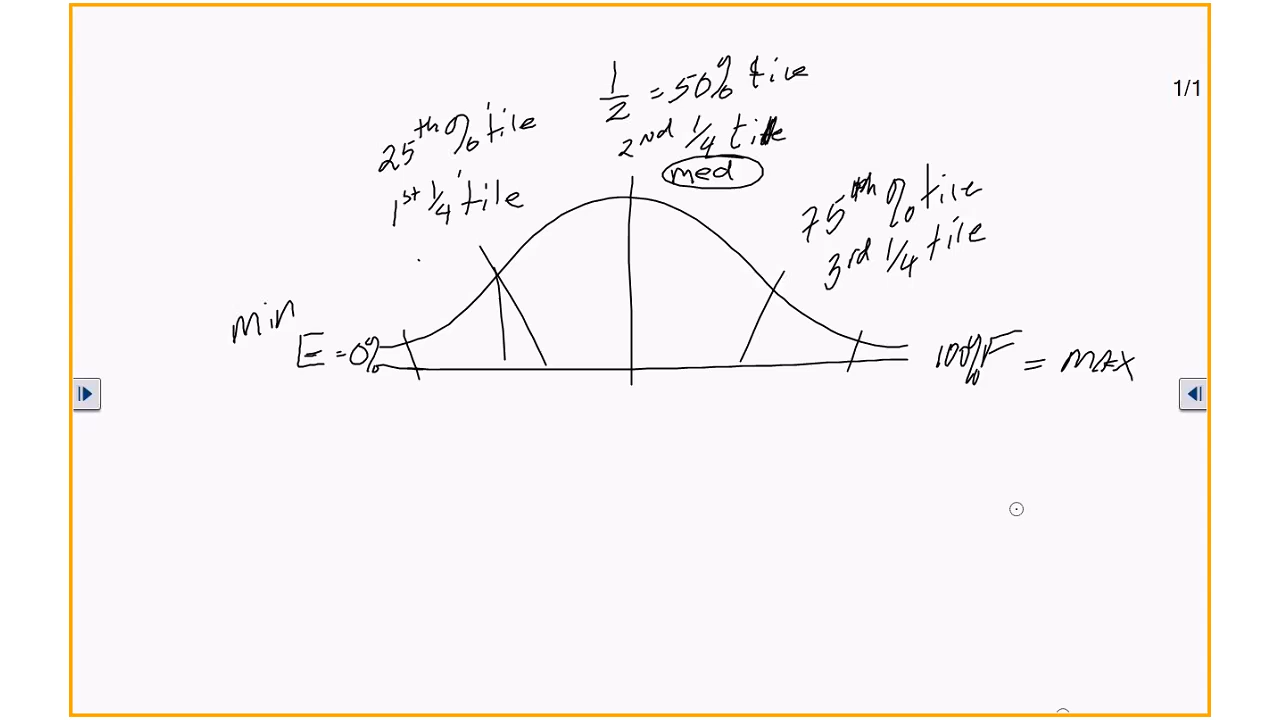 1/1
1/2 = 50% tile
2nd 1/4 tile
med
25th % tile
1st 1/4 tile
75th % tile
3rd 1/4 tile
min
E = 0%
100% F = max